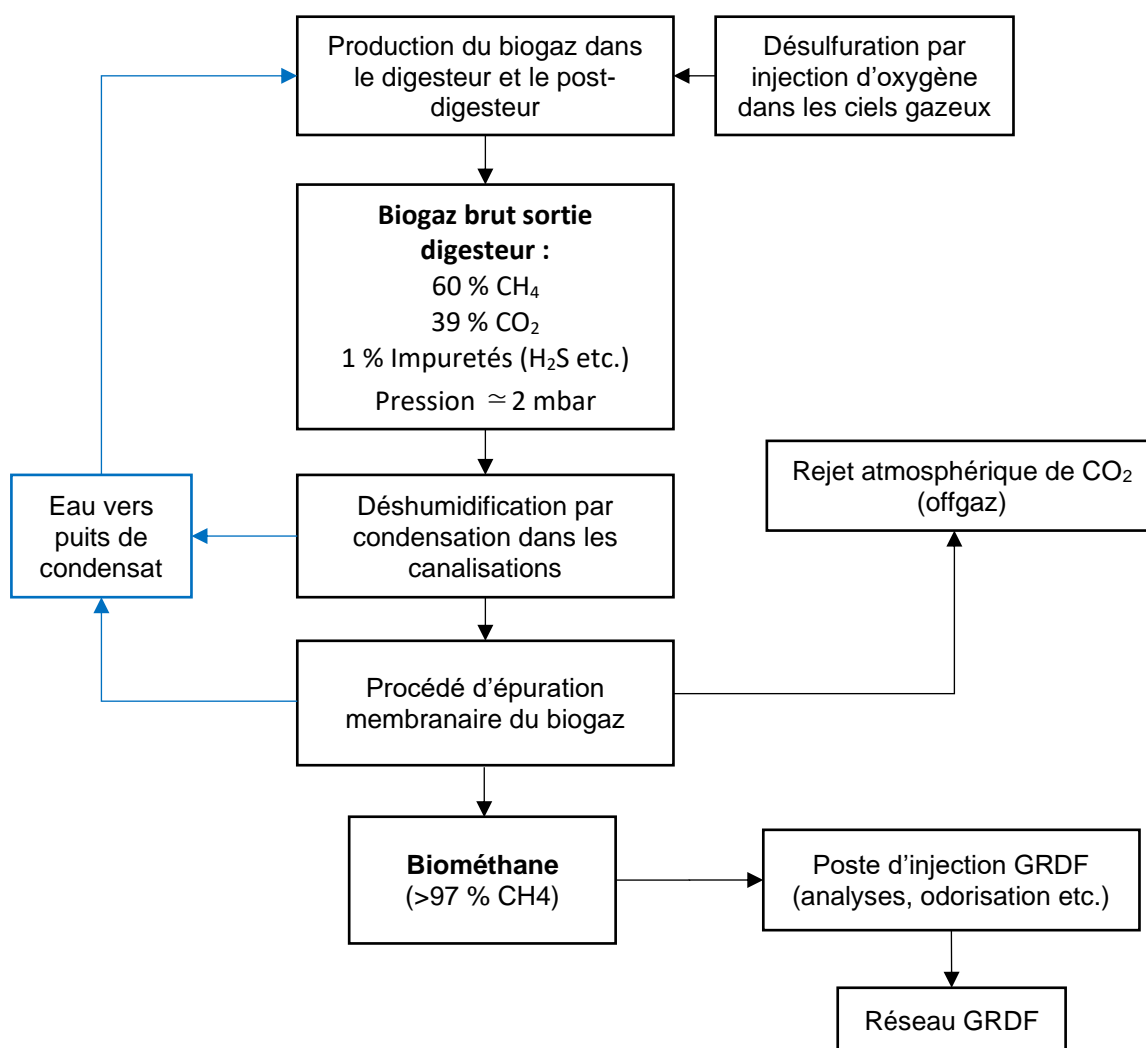 Production du biogaz dans
le digesteur et le post-
digesteur
Désulfuration par
injection d’oxygène
dans les ciels gazeux
Biogaz brut sortie
digesteur :
60 % CH₄
39 % CO₂
1 % Impuretés (H₂S etc.)
Pression ≃ 2 mbar
Rejet atmosphérique de CO₂
(offgaz)
Eau vers
puits de
condensat
Déshumidification par
condensation dans les
canalisations
Procédé d’épuration
membranaire du biogaz
Biométhane
(>97 % CH4)
Poste d’injection GRDF
(analyses, odorisation etc.)
Réseau GRDF